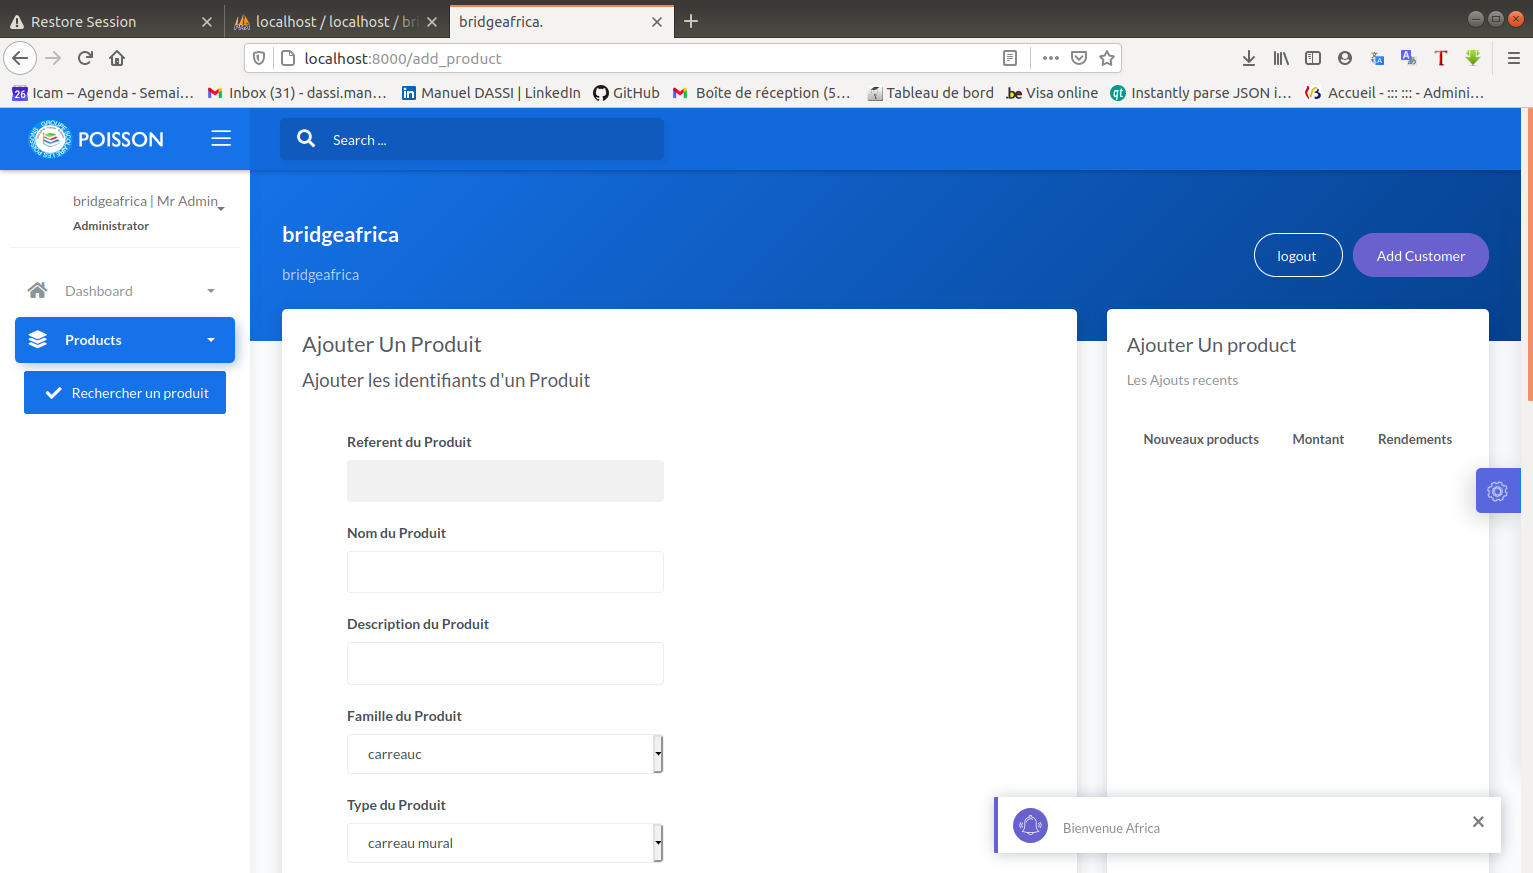 Restore Session
localhost / localhost / bri
bridgeafrica.
localhost:8000/add_product
26 Icam – Agenda - Semai…
Inbox (31) - dassi.man…
Manuel DASSI | LinkedIn
GitHub
Boîte de réception (5…
Tableau de bord
.be Visa online
qt Instantly parse JSON i…
Accueil - ::: ::: - Admini…
POISSON
Search ...
bridgeafrica | Mr Admin
Administrator
Dashboard
Products
Rechercher un produit
bridgeafrica
bridgeafrica
logout
Add Customer
Ajouter Un Produit
Ajouter les identifiants d'un Produit
Referent du Produit
Nom du Produit
Description du Produit
Famille du Produit
carreauc
Type du Produit
carreau mural
Ajouter Un product
Les Ajouts recents
Nouveaux products Montant Rendements
Bienvenue Africa